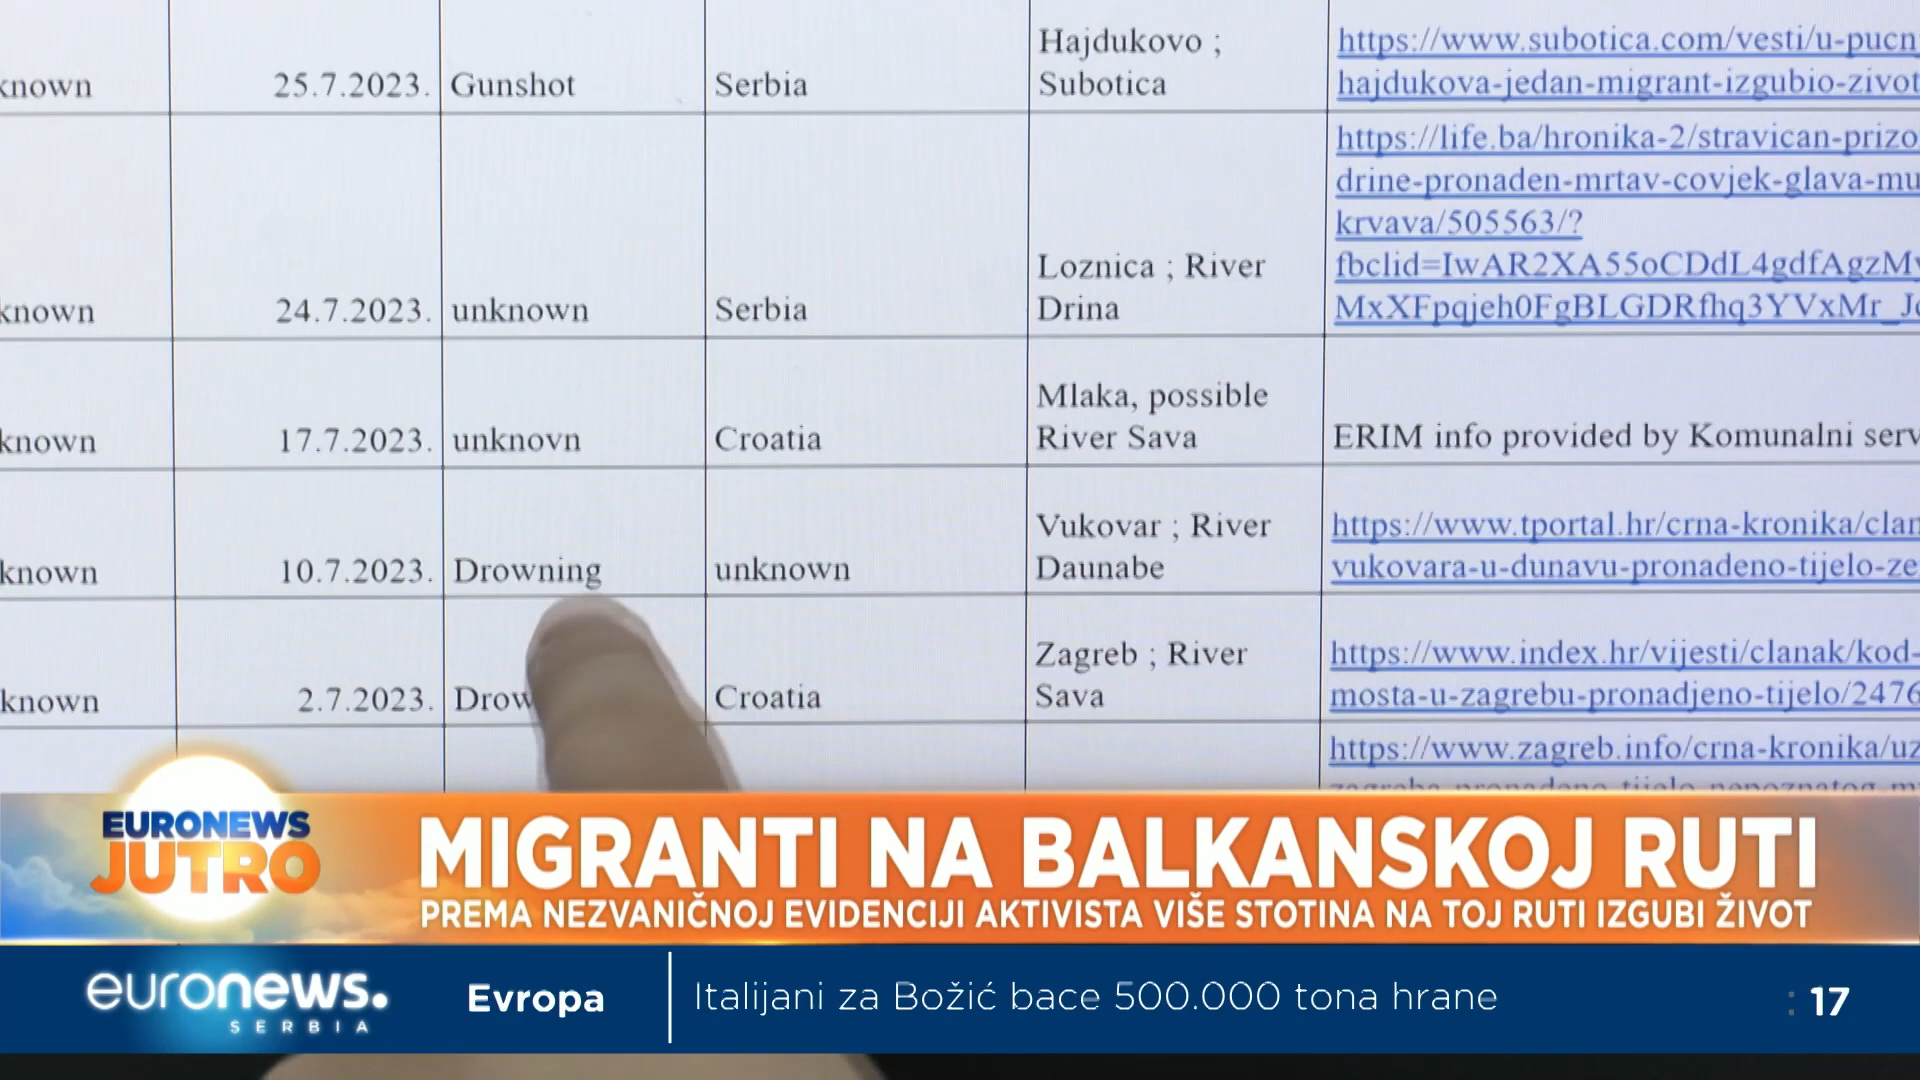 Hajdukovo ;
known 25.7.2023. Gunshot Serbia Subotica
https://www.subotica.com/vesti/u-pucn
hajdukova-jedan-migrant-izgubio-zivot
https://life.ba/hronika-2/stravican-prizo
drine-pronaden-mrtav-covjek-glava-mu
krvava/505563/?
fbclid=IwAR2XA55oCDdL4gdfAgzMy
MxXFpqjeh0FgBLGDRfhq3YVxMr_Jo
Loznica ; River
known 24.7.2023. unknown Serbia Drina
Mlaka, possible
known 17.7.2023. unknovn Croatia River Sava
ERIM info provided by Komunalni serv
Vukovar ; River
known 10.7.2023. Drowning unknown Daunabe
https://www.tportal.hr/crna-kronika/clan
vukovara-u-dunavu-pronadeno-tijelo-ze
Zagreb ; River
known 2.7.2023. Drow Croatia Sava
https://www.index.hr/vijesti/clanak/kod-
mosta-u-zagrebu-pronadjeno-tijelo/2476
https://www.zagreb.info/crna-kronika/uz
EURONEWS
JUTRO
MIGRANTI NA BALKANSKOJ RUTI
PREMA NEZVANIČNOJ EVIDENCIJI AKTIVISTA VIŠE STOTINA NA TOJ RUTI IZGUBI ŽIVOT
euronews.
SERBIA
Evropa
Italijani za Božić bace 500.000 tona hrane
: 17